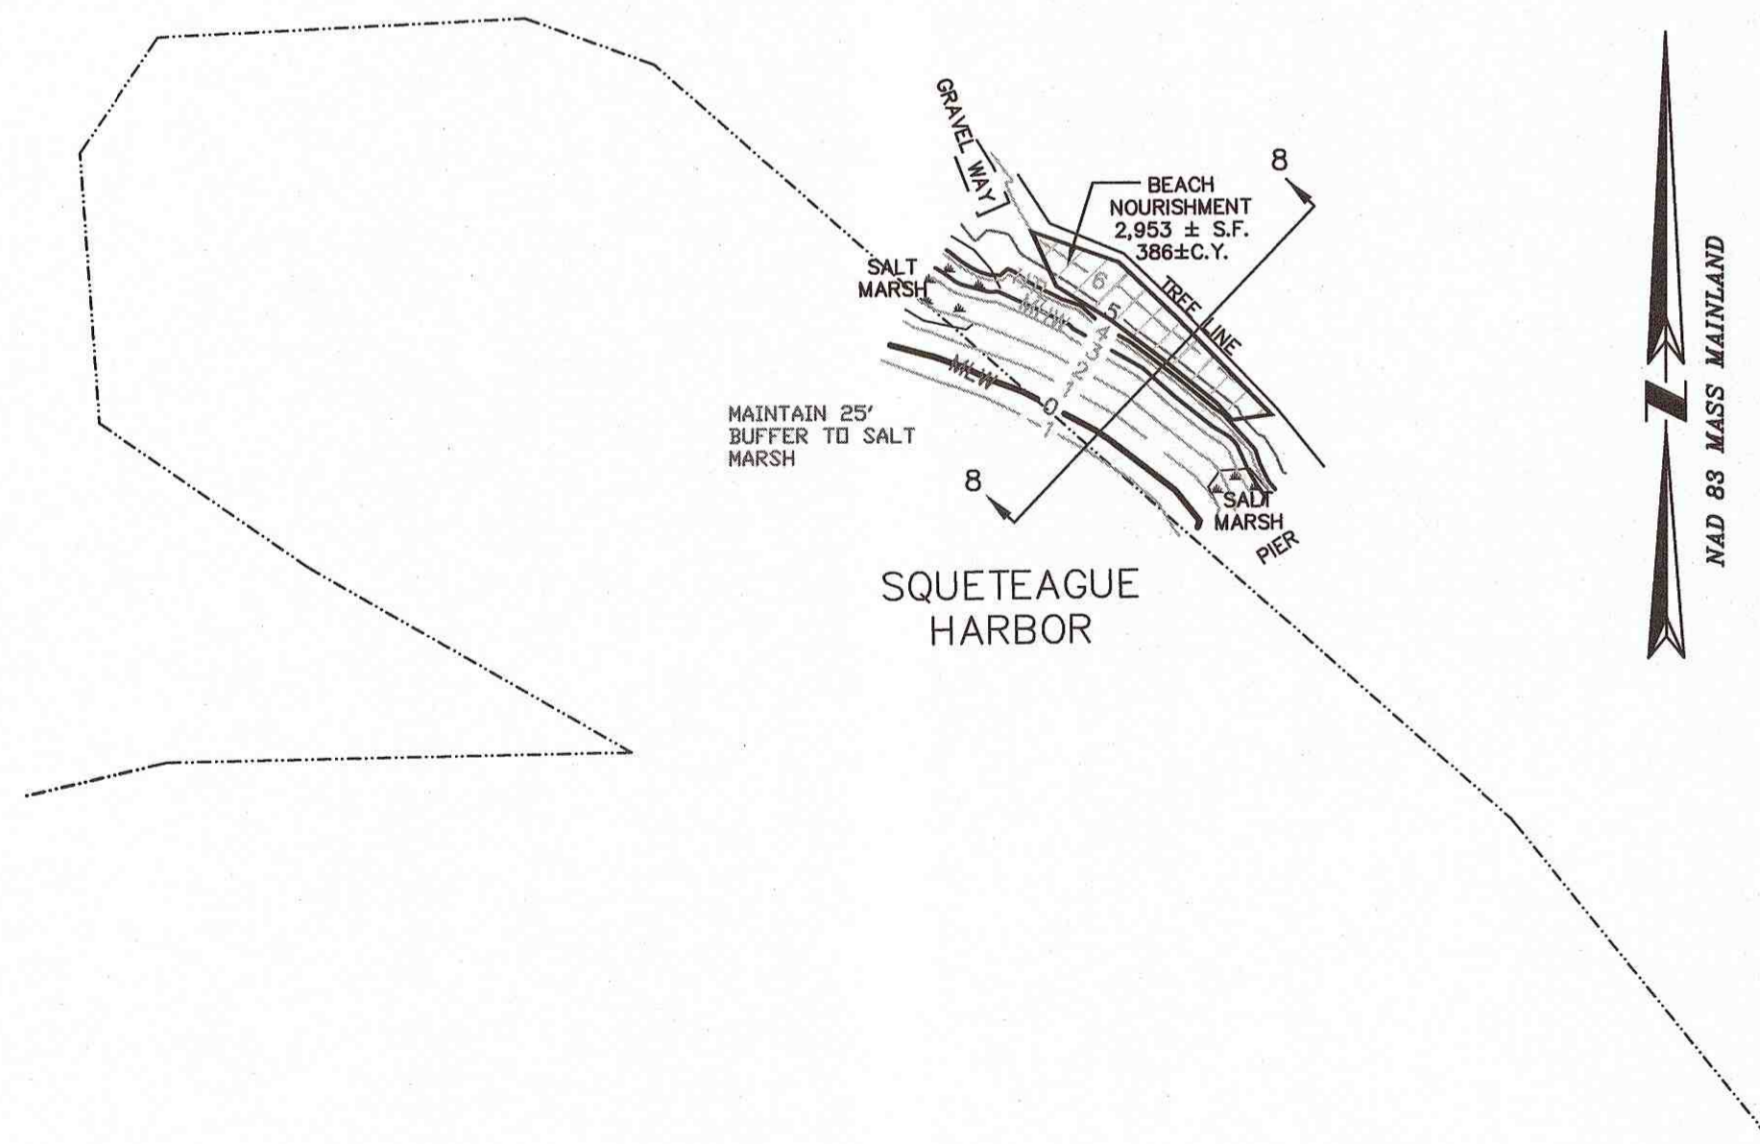 GRAVEL WAY
8
BEACH
NOURISHMENT
2,953 ± S.F.
386±C.Y.
SALT
MARSH
TREE LINE
6
5
4
3
2
1
0
-1
MHW
MLW
MAINTAIN 25'
BUFFER TO SALT
MARSH
8
SALT
MARSH
PIER
SQUETEAGUE
HARBOR
Z
NAD 83 MASS MAINLAND